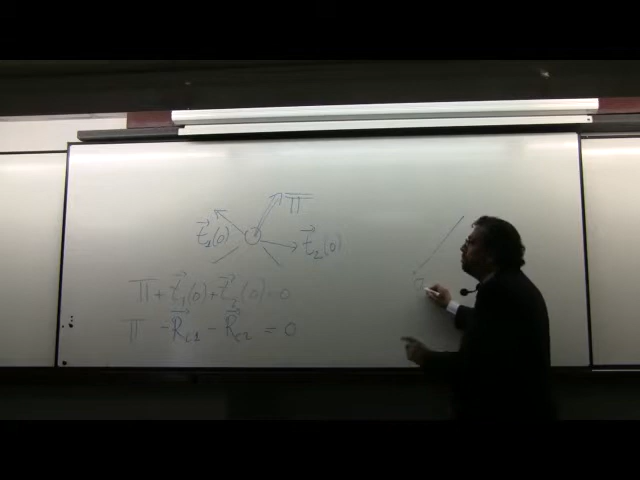 Π
t⃗₁(0) t⃗₂(0)
Π + t⃗₁(0) + t⃗₂(0) = 0
Π - R⃗c1 - R⃗c2 = 0